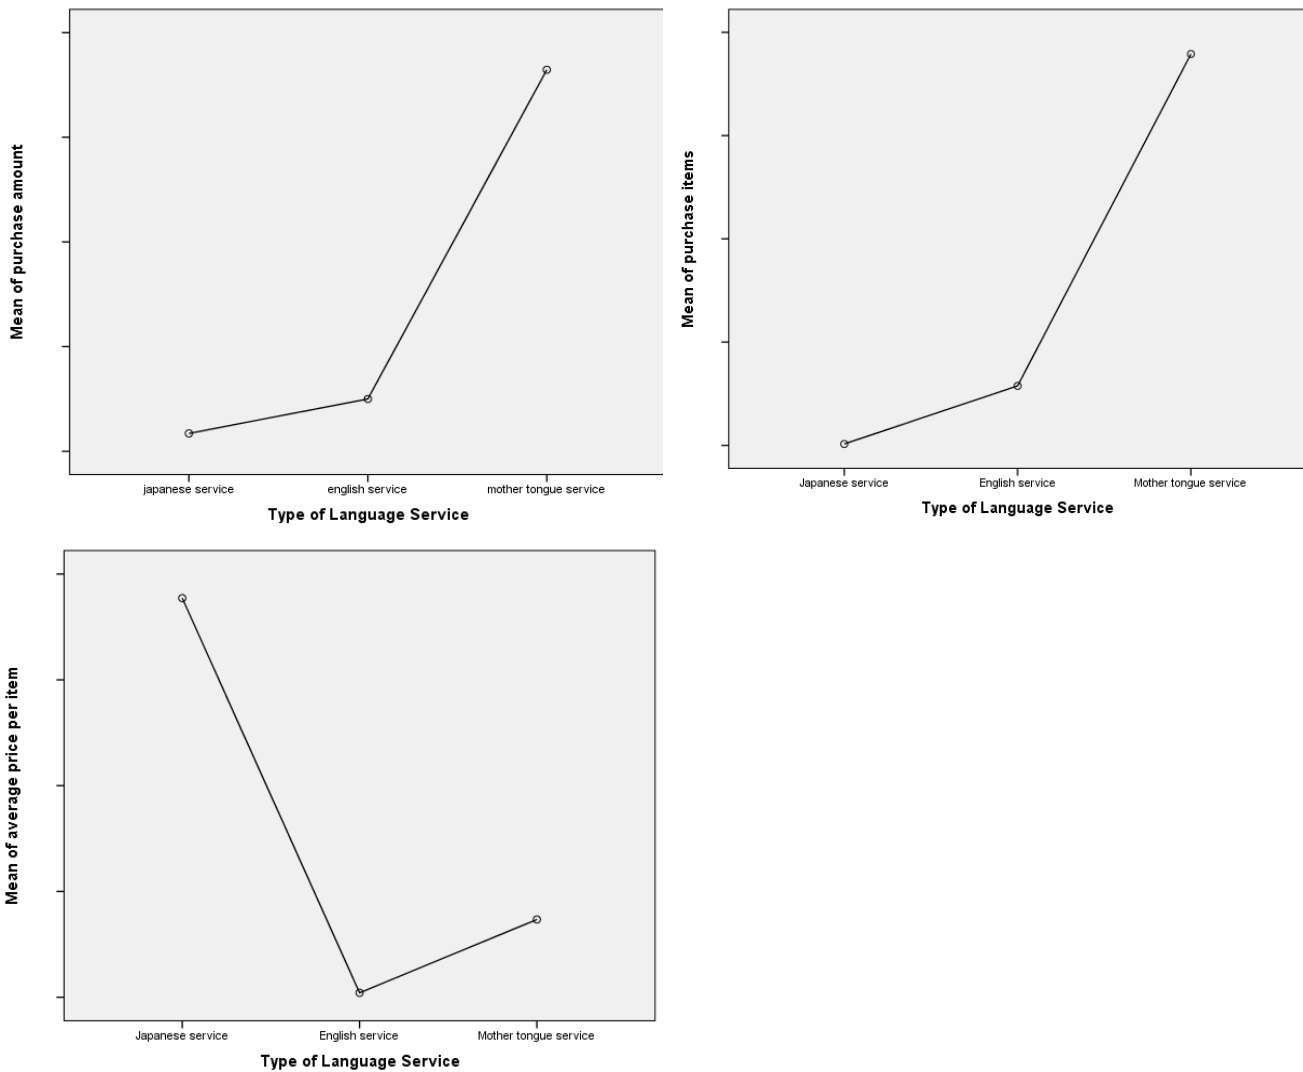 Mean of purchase amount
japanese service
english service
mother tongue service
Type of Language Service
Mean of purchase items
Japanese service
English service
Mother tongue service
Type of Language Service
Mean of average price per item
Japanese service
English service
Mother tongue service
Type of Language Service